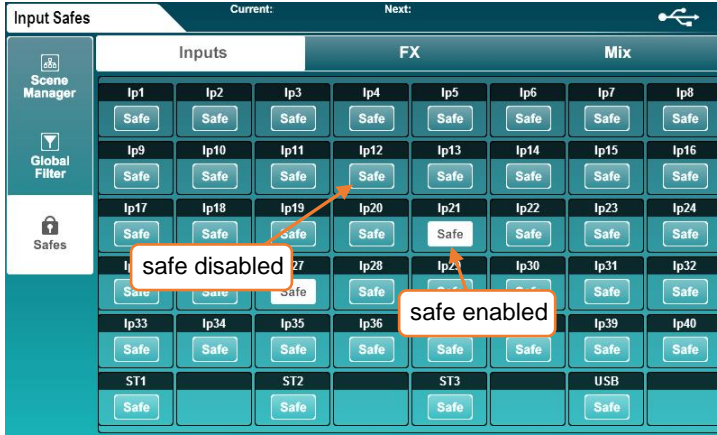 Input Safes
Current:
Next:
Inputs
FX
Mix
Scene
Manager
Global
Filter
Safes
Ip1 Ip2 Ip3 Ip4 Ip5 Ip6 Ip7 Ip8
Safe Safe Safe Safe Safe Safe Safe Safe
Ip9 Ip10 Ip11 Ip12 Ip13 Ip14 Ip15 Ip16
Safe Safe Safe Safe Safe Safe Safe Safe
Ip17 Ip18 Ip19 Ip20 Ip21 Ip22 Ip23 Ip24
Safe Safe Safe Safe Safe Safe Safe Safe
safe disabled
27 Ip28 Ip29 Ip30 Ip31 Ip32
Safe Safe Safe Safe Safe Safe Safe
safe enabled
Ip33 Ip34 Ip35 Ip36 Ip39 Ip40
Safe Safe Safe Safe Safe Safe Safe Safe
ST1 ST2 ST3 USB
Safe Safe Safe Safe